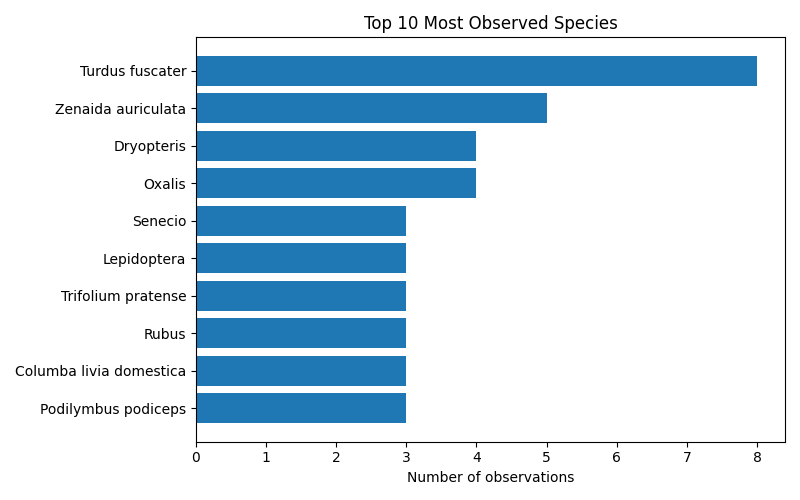 Top 10 Most Observed Species
Turdus fuscater
Zenaida auriculata
Dryopteris
Oxalis
Senecio
Lepidoptera
Trifolium pratense
Rubus
Columba livia domestica
Podilymbus podiceps
0 1 2 3 4 5 6 7 8
Number of observations